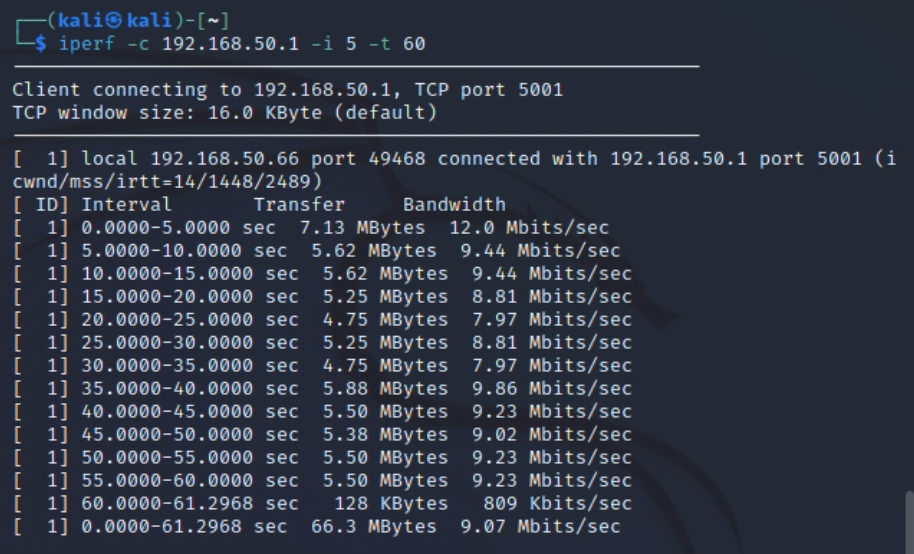 ┌──(kali㉿kali)-[~]
└─$ iperf -c 192.168.50.1 -i 5 -t 60
Client connecting to 192.168.50.1, TCP port 5001
TCP window size: 16.0 KByte (default)
[  1] local 192.168.50.66 port 49468 connected with 192.168.50.1 port 5001 (i
cwnd/mss/irtt=14/1448/2489)
[ ID] Interval       Transfer     Bandwidth
[  1] 0.0000-5.0000 sec  7.13 MBytes  12.0 Mbits/sec
[  1] 5.0000-10.0000 sec  5.62 MBytes  9.44 Mbits/sec
[  1] 10.0000-15.0000 sec  5.62 MBytes  9.44 Mbits/sec
[  1] 15.0000-20.0000 sec  5.25 MBytes  8.81 Mbits/sec
[  1] 20.0000-25.0000 sec  4.75 MBytes  7.97 Mbits/sec
[  1] 25.0000-30.0000 sec  5.25 MBytes  8.81 Mbits/sec
[  1] 30.0000-35.0000 sec  4.75 MBytes  7.97 Mbits/sec
[  1] 35.0000-40.0000 sec  5.88 MBytes  9.86 Mbits/sec
[  1] 40.0000-45.0000 sec  5.50 MBytes  9.23 Mbits/sec
[  1] 45.0000-50.0000 sec  5.38 MBytes  9.02 Mbits/sec
[  1] 50.0000-55.0000 sec  5.50 MBytes  9.23 Mbits/sec
[  1] 55.0000-60.0000 sec  5.50 MBytes  9.23 Mbits/sec
[  1] 60.0000-61.2968 sec   128 KBytes   809 Kbits/sec
[  1] 0.0000-61.2968 sec  66.3 MBytes  9.07 Mbits/sec